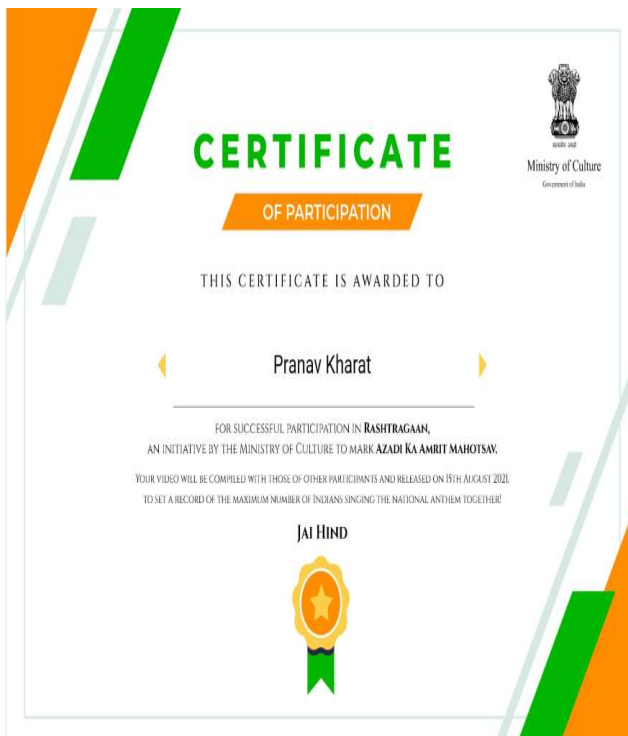 CERTIFICATE
OF PARTICIPATION
सत्यमेव जयते
Ministry of Culture
Government of India
THIS CERTIFICATE IS AWARDED TO
Pranav Kharat
FOR SUCCESSFUL PARTICIPATION IN RASHTRAGAAN,
AN INITIATIVE BY THE MINISTRY OF CULTURE TO MARK AZADI KA AMRIT MAHOTSAV.
YOUR VIDEO WILL BE COMPILED WITH THOSE OF OTHER PARTICIPANTS AND RELEASED ON 15TH AUGUST 2021,
TO SET A RECORD OF THE MAXIMUM NUMBER OF INDIANS SINGING THE NATIONAL ANTHEM TOGETHER!
JAI HIND